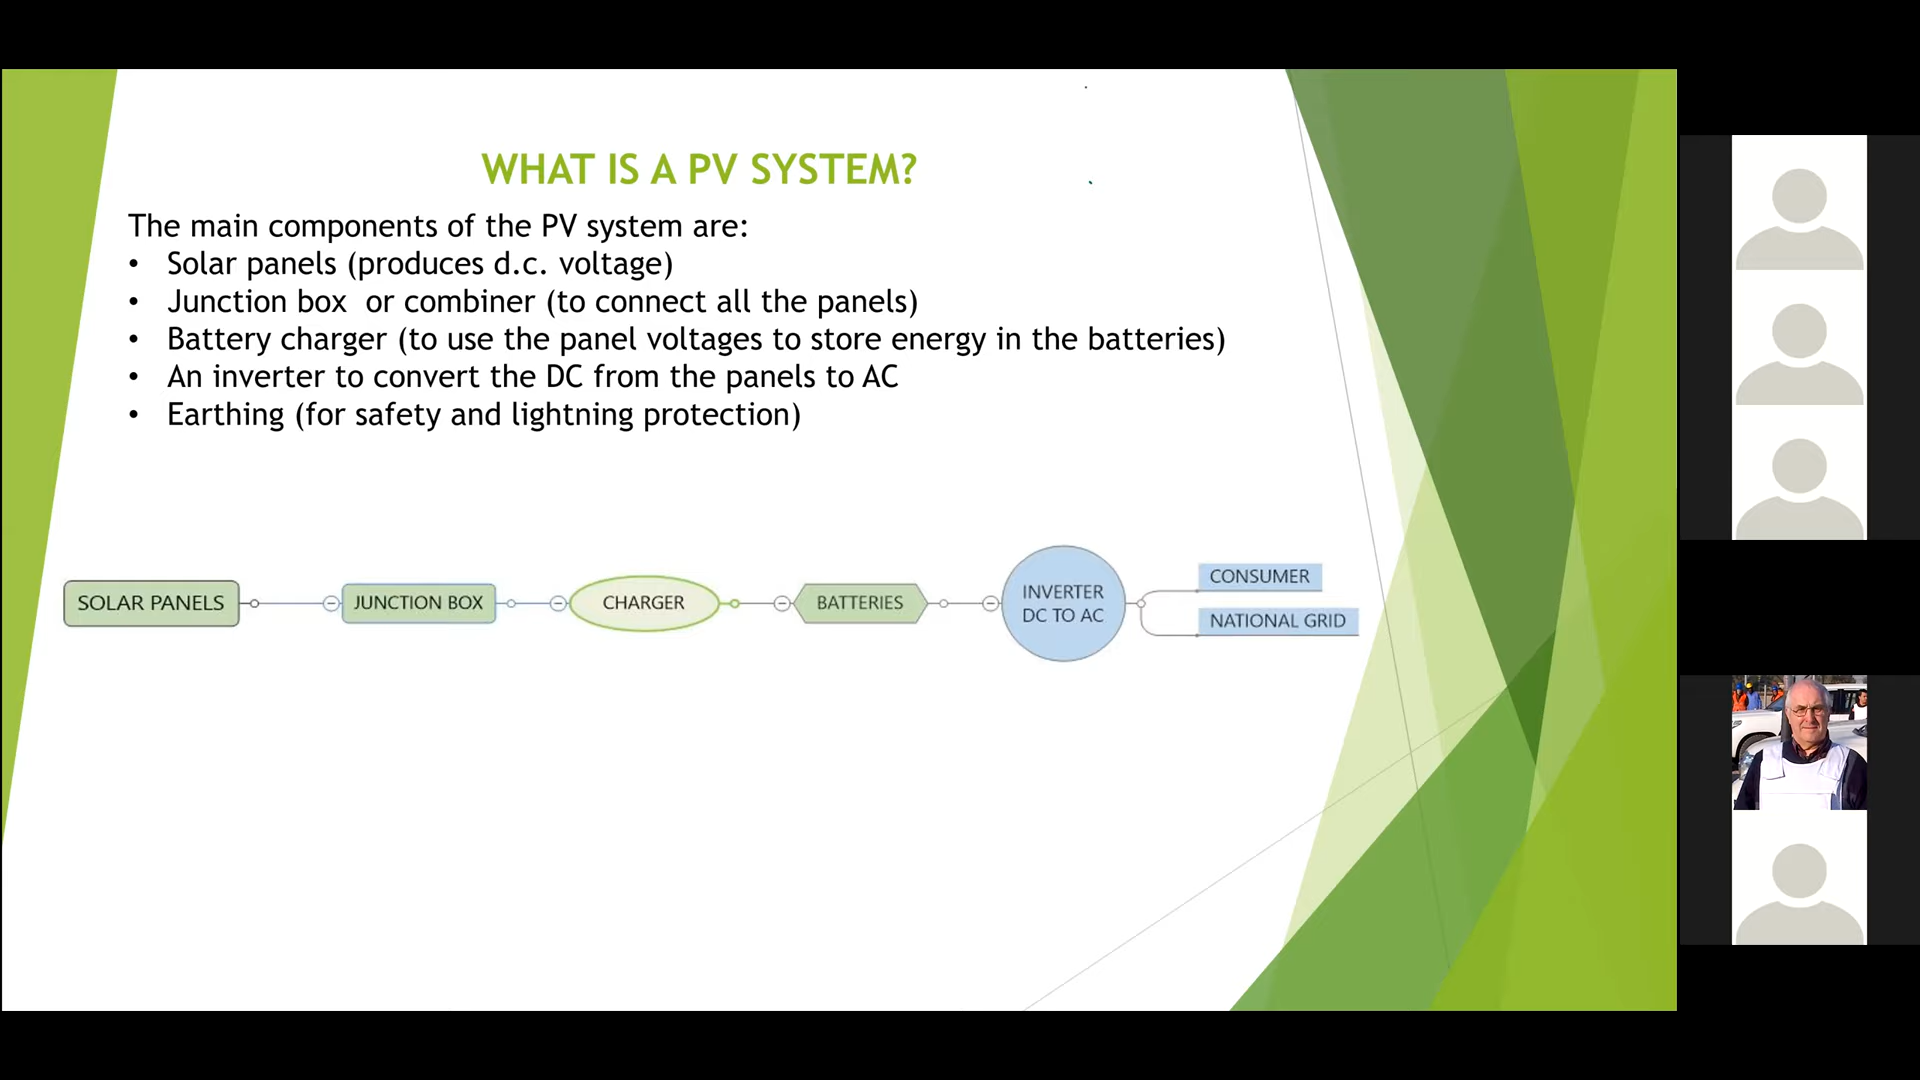 WHAT IS A PV SYSTEM?
The main components of the PV system are:
• Solar panels (produces d.c. voltage)
• Junction box  or combiner (to connect all the panels)
• Battery charger (to use the panel voltages to store energy in the batteries)
• An inverter to convert the DC from the panels to AC
• Earthing (for safety and lightning protection)
SOLAR PANELS
JUNCTION BOX
CHARGER
BATTERIES
INVERTER
DC TO AC
CONSUMER
NATIONAL GRID